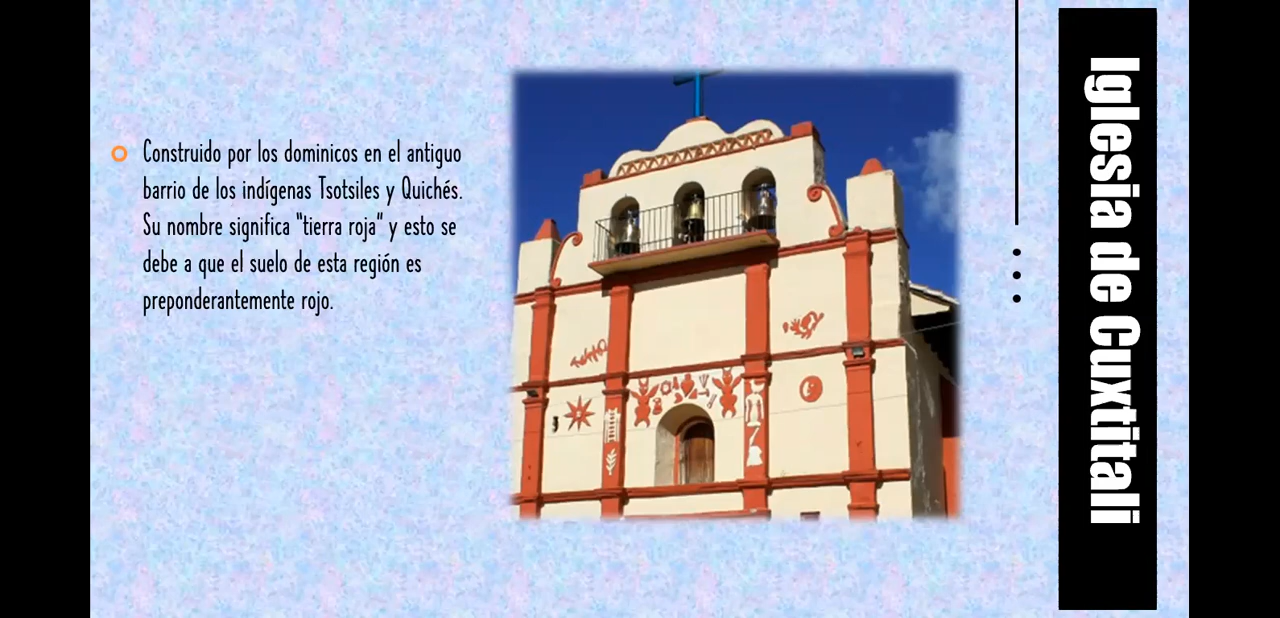 Iglesia de Cuxtitali
Construido por los dominicos en el antiguo
barrio de los indígenas Tsotsiles y Quichés.
Su nombre significa "tierra roja" y esto se
debe a que el suelo de esta región es
preponderantemente rojo.